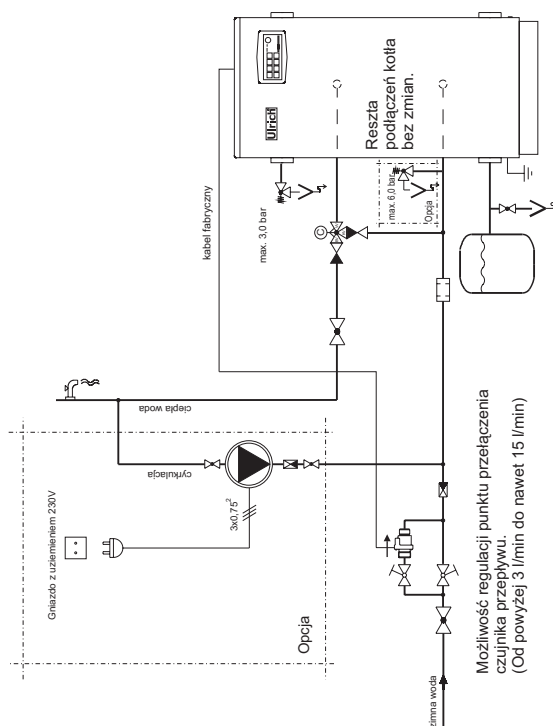 Ulrich
Reszta
podłączeń kotła
bez zmian.
kabel fabryczny
max. 3,0 bar
max. 6,0 bar
Opcja
C
ciepła woda
cyrkulacja
Gniazdo z uziemieniem 230V
3x0,75²
Opcja
Możliwość regulacji punktu przełączenia
czujnika przepływu.
(Od powyżej 3 l/min do nawet 15 l/min)
zimna woda